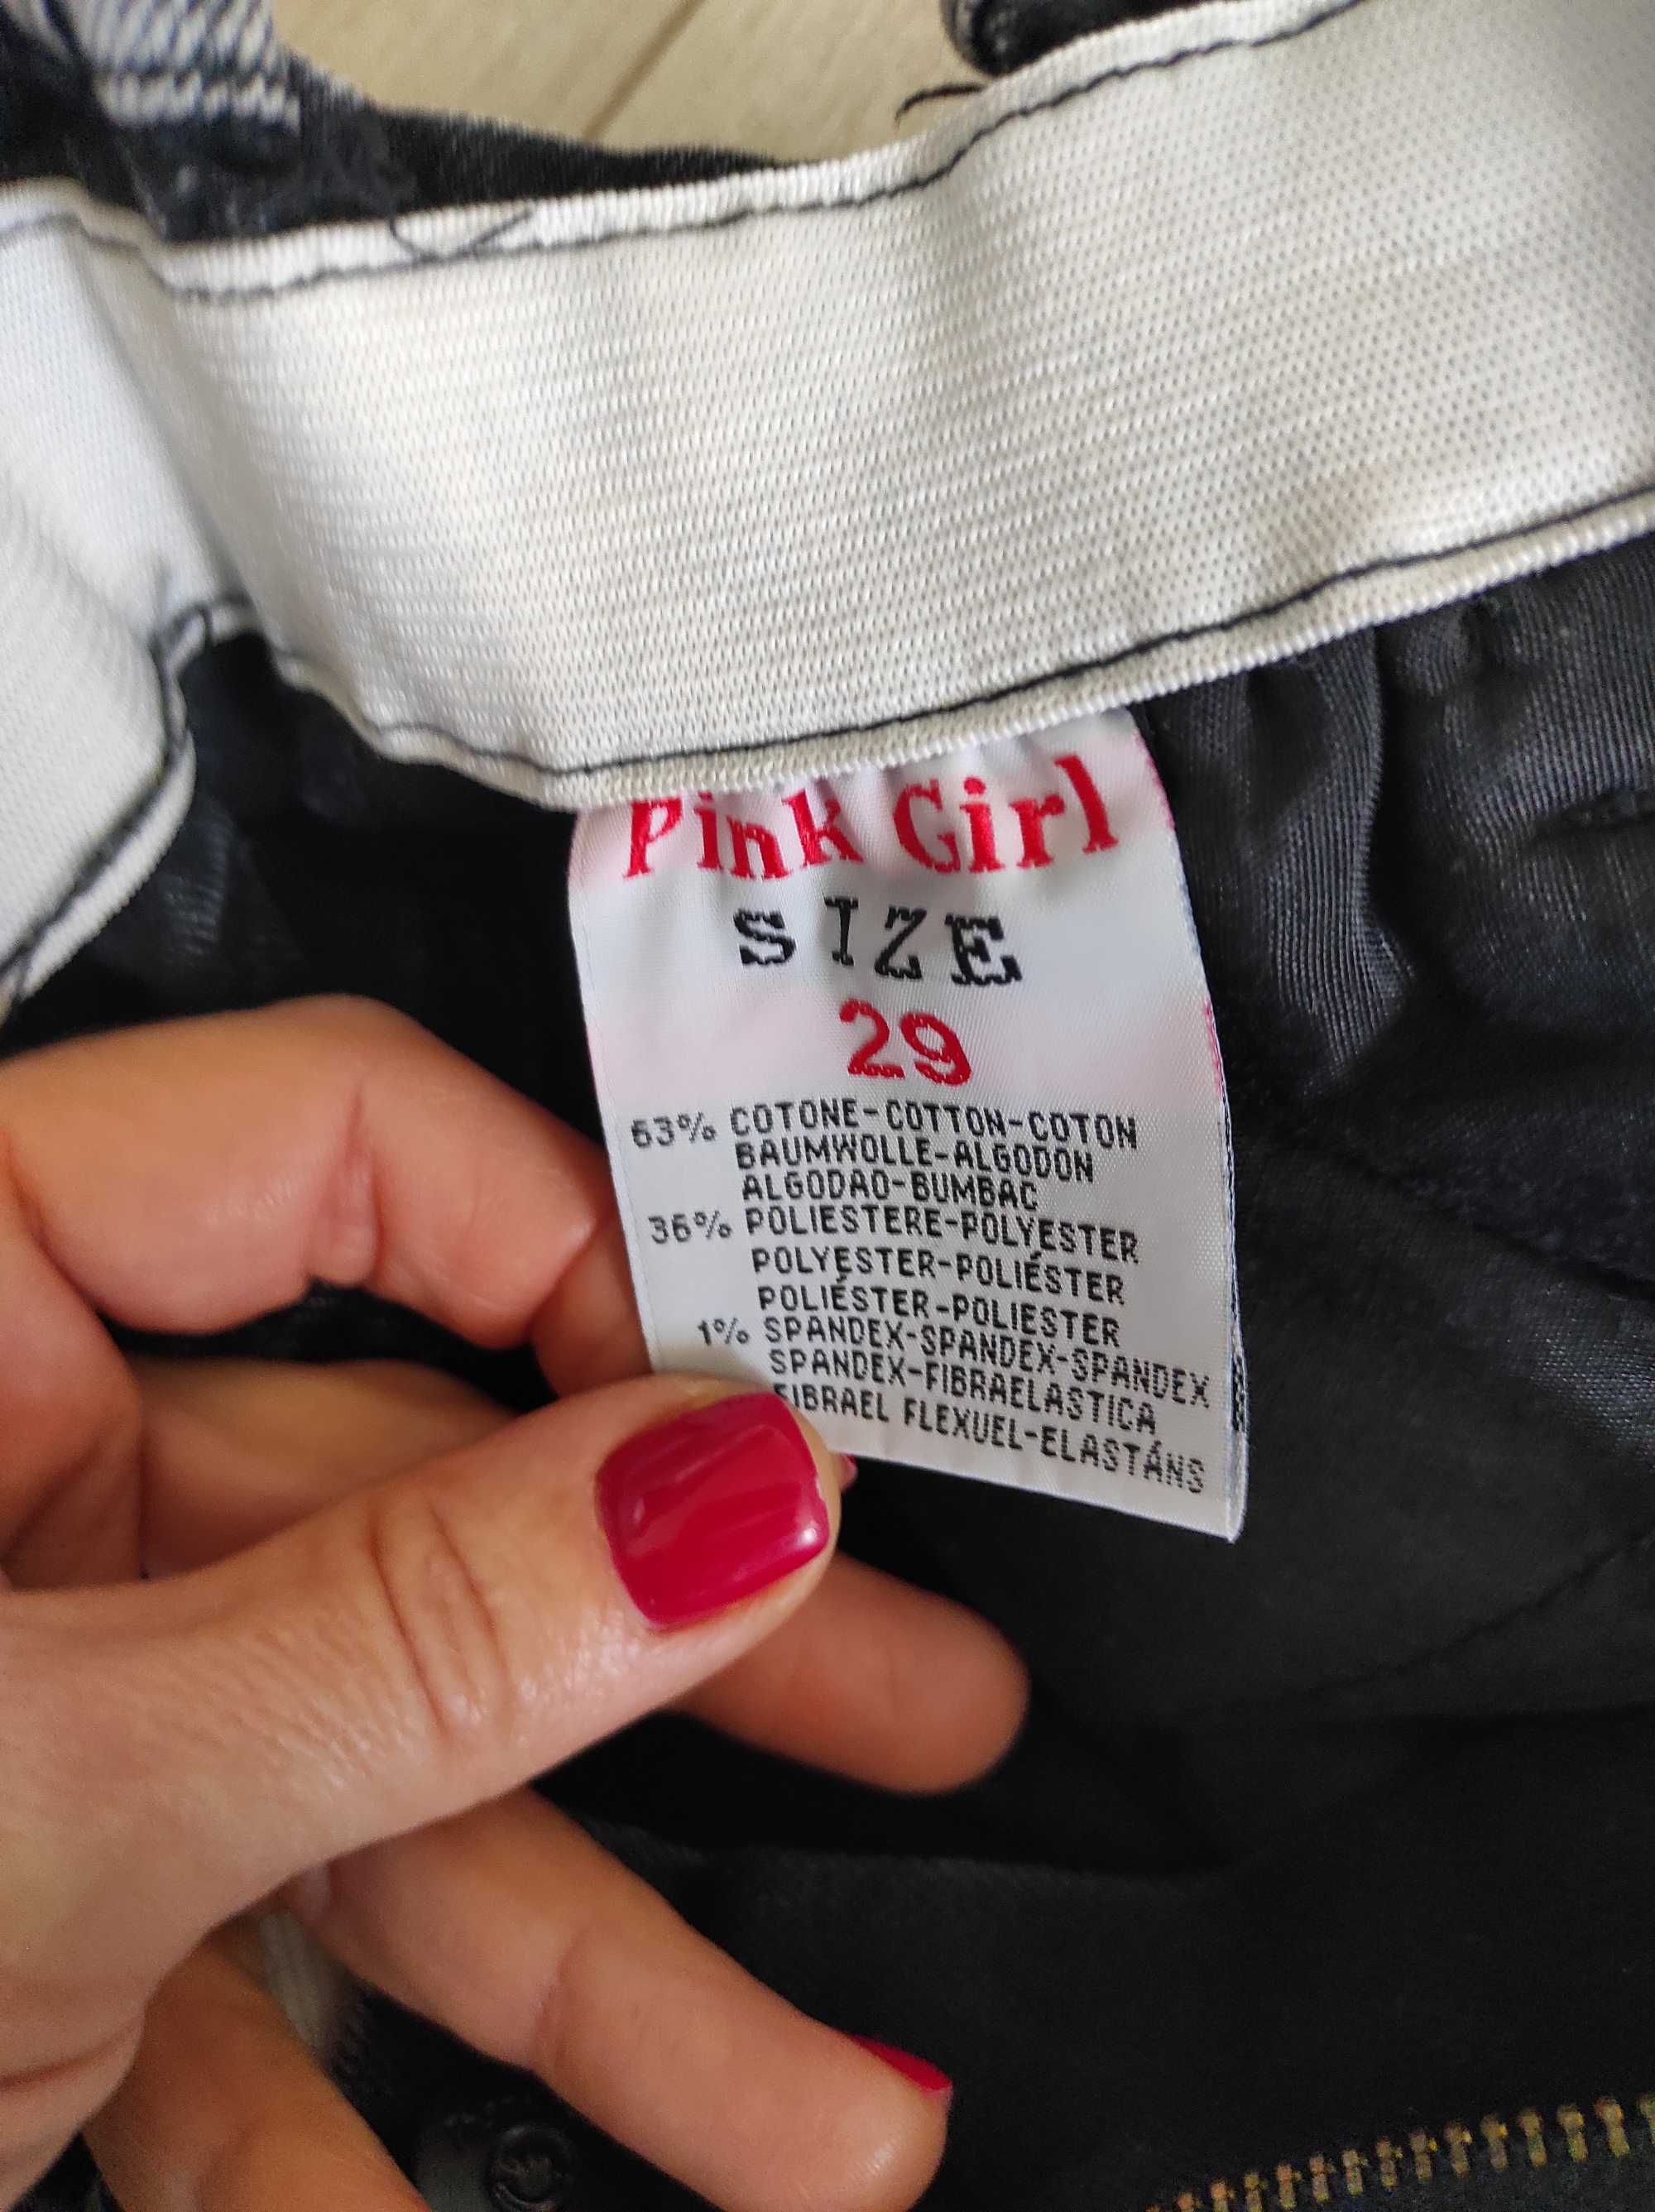 Pink Girl
SIZE
29
63% COTONE-COTTON-COTON
BAUMWOLLE-ALGODON
ALGODAO-BUMBAC
36% POLIESTERE-POLYESTER
POLYESTER-POLIÉSTER
POLIÉSTER-POLIESTER
1% SPANDEX-SPANDEX-SPANDEX
SPANDEX-FIBRAELASTICA
FIBRAEL FLEXUEL-ELASTÁNS